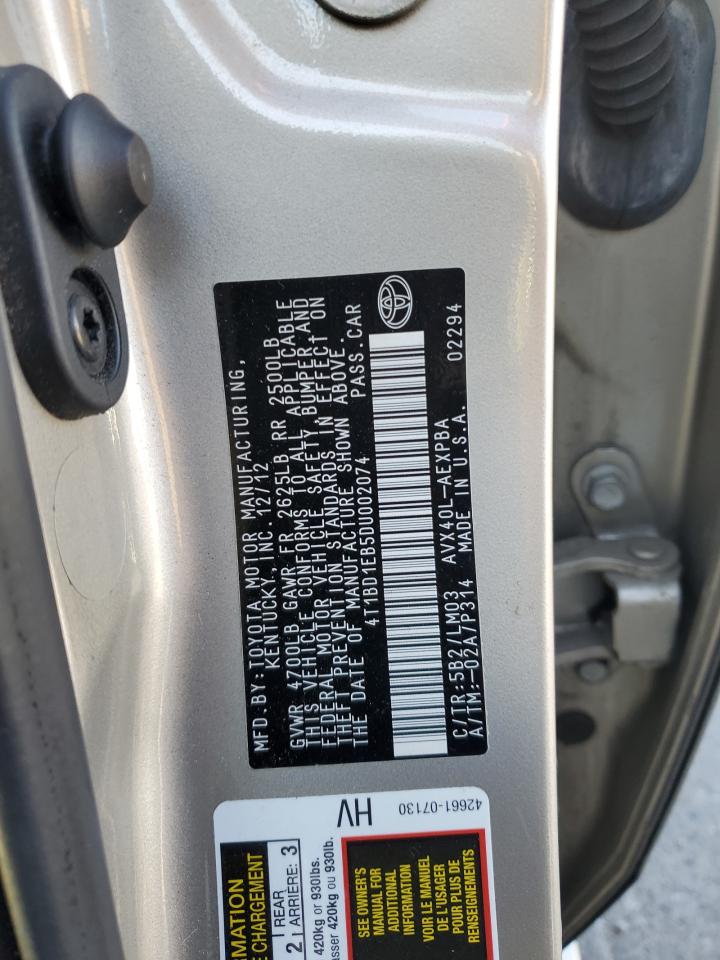 MFD. BY: TOYOTA MOTOR MANUFACTURING,
KENTUCKY, INC. 12/12
GVWR 4700LB GAWR FR 2625LB RR 2500LB
THIS VEHICLE CONFORMS TO ALL APPLICABLE
FEDERAL MOTOR VEHICLE SAFETY, BUMPER, AND
THEFT PREVENTION STANDARDS IN EFFECT ON
THE DATE OF MANUFACTURE SHOWN ABOVE.
4T1BD1EB5DU002074 PASS. CAR
C/TR: 5B2/LM03 AVX40L-AEXPBA 02294
A/TM: -02A/P314 MADE IN U.S.A.
RMATION
E CHARGEMENT
2 REAR ARRIÈRE: 3
420kg or 930lbs.
asser 420kg ou 930lb.
HV
42661-07130
SEE OWNER'S
MANUAL FOR
ADDITIONAL
INFORMATION
VOIR LE MANUEL
DE L'USAGER
POUR PLUS DE
RENSEIGNEMENTS